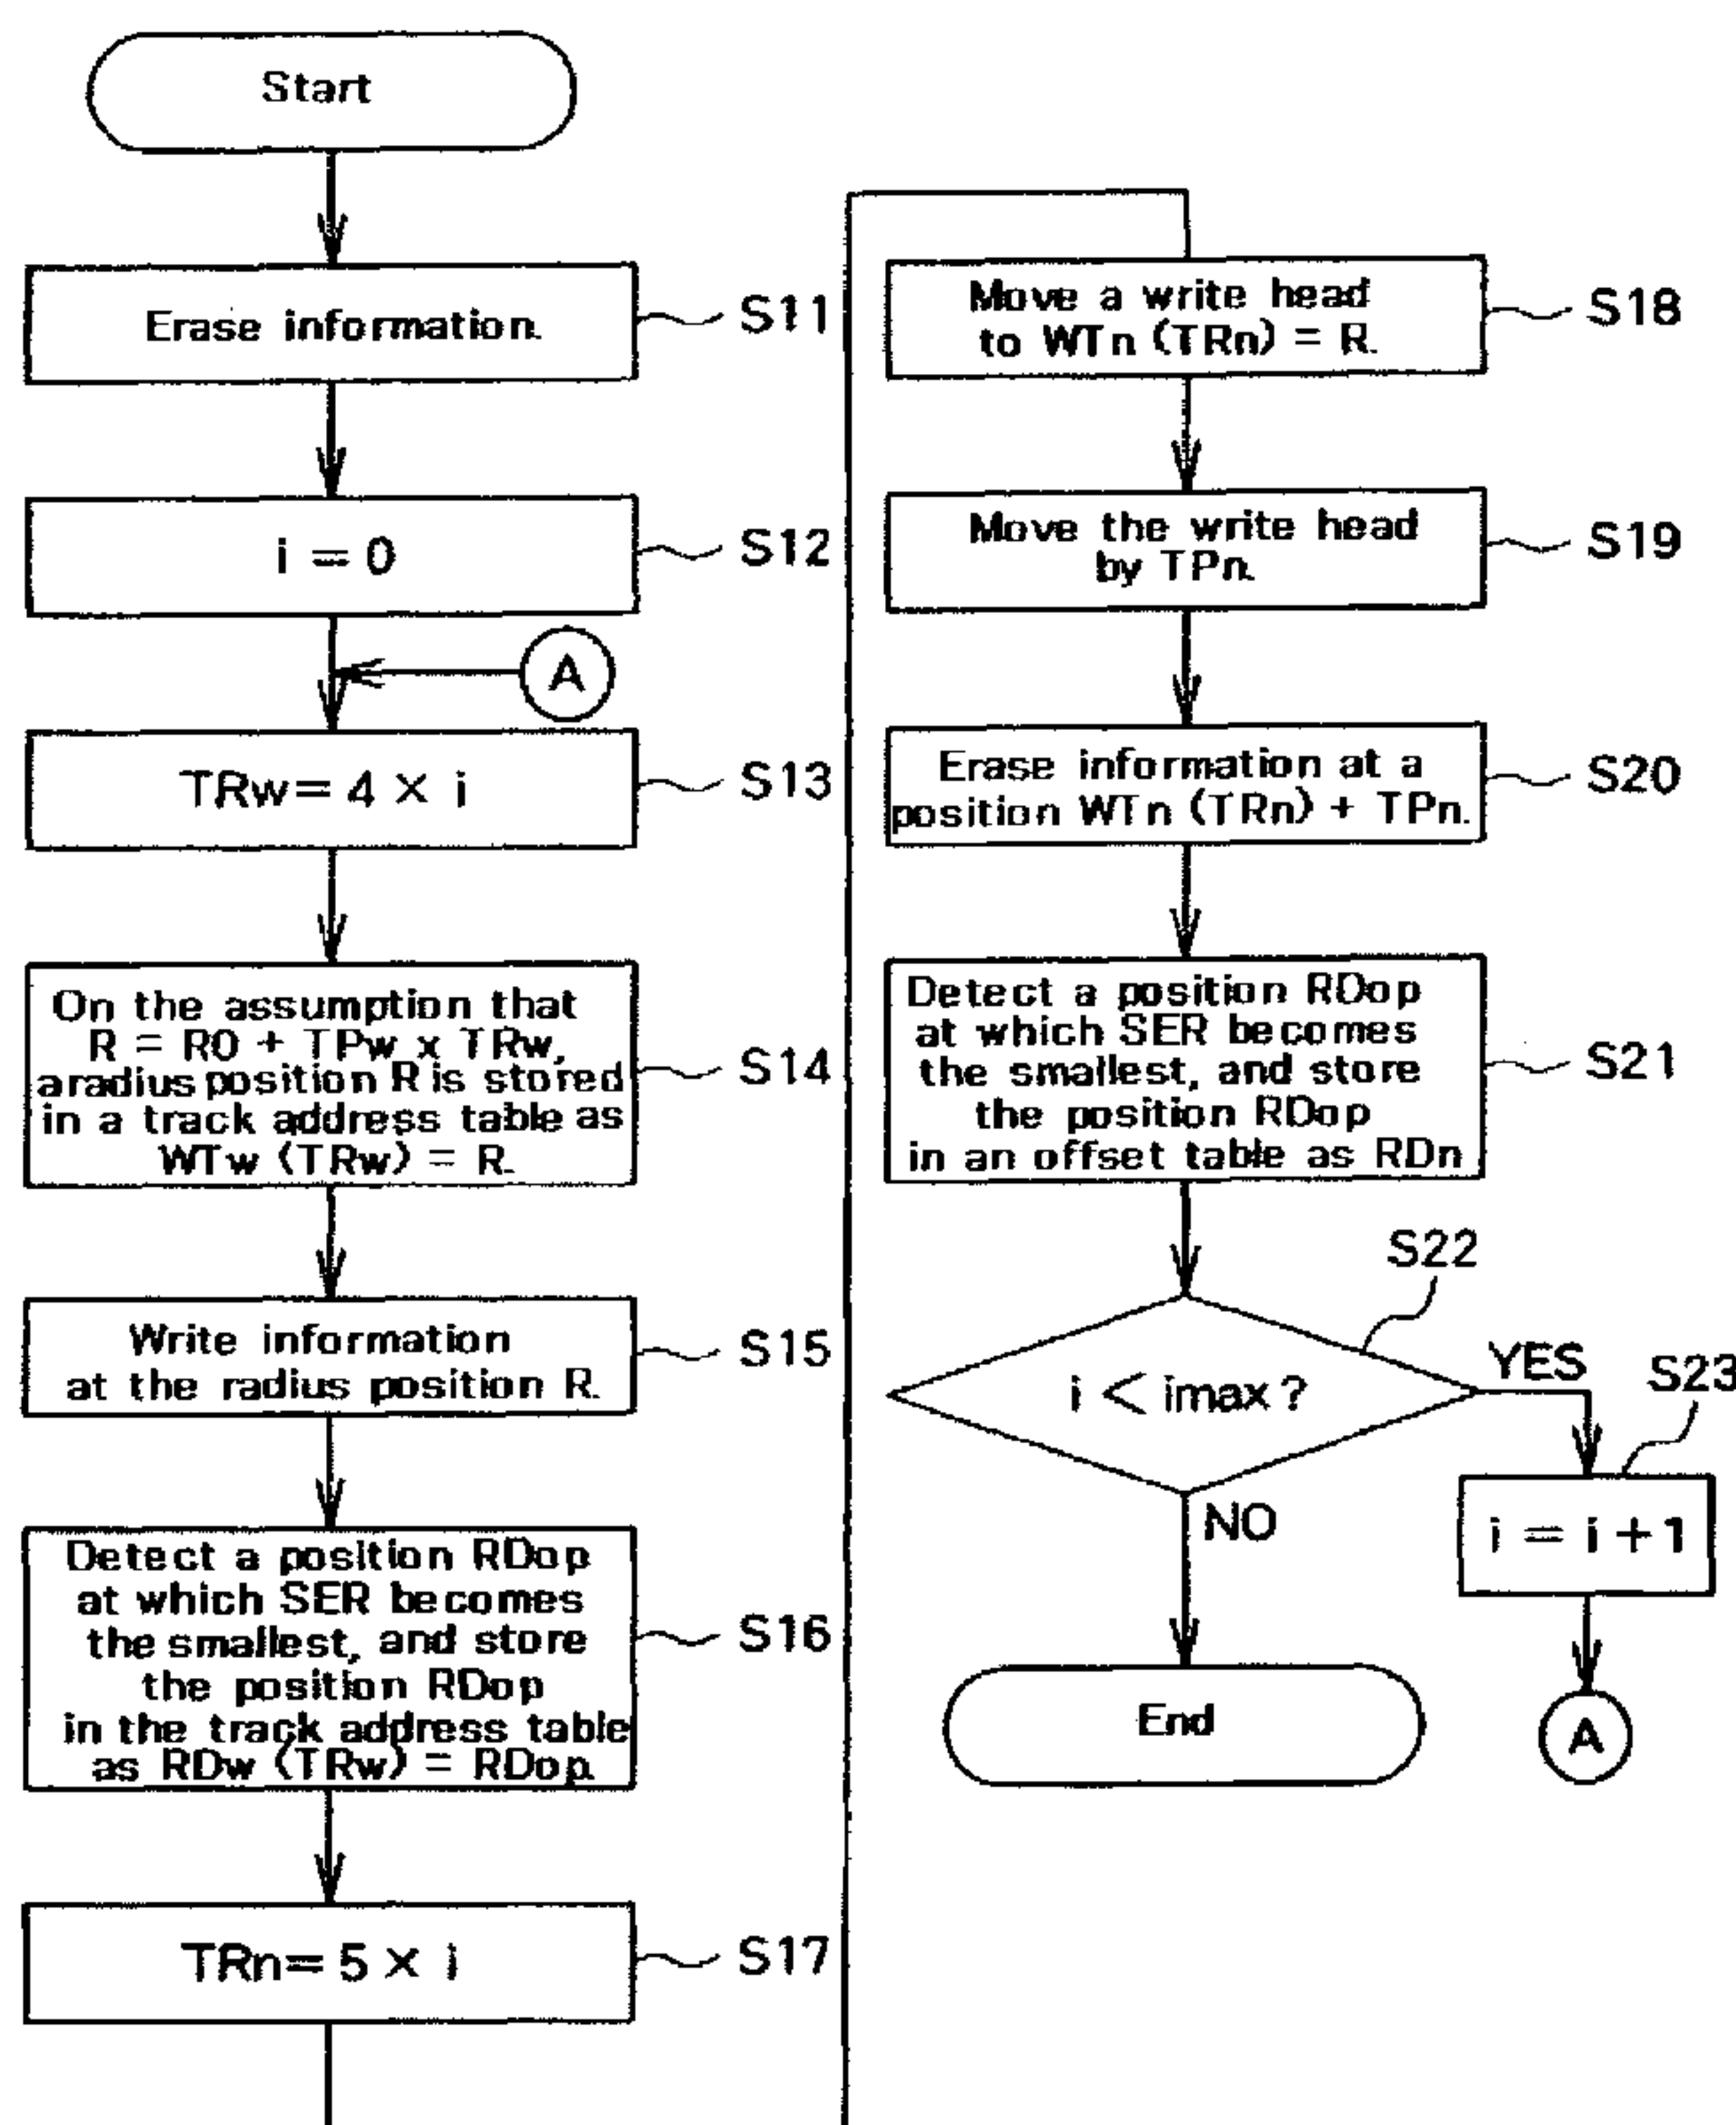 Start
Erase information.
S11
i = 0
S12
A
TRw= 4 × i
S13
On the assumption that
R = R0 + TPw x TRw,
aradius position R is stored
in a track address table as
WTw (TRw) = R.
S14
Write information
at the radius position R.
S15
Detect a position RDop
at which SER becomes
the smallest, and store
the position RDop
in the track address table
as RDw (TRw) = RDop.
S16
TRn= 5 × i
S17
Move a write head
to WTn (TRn) = R.
S18
Move the write head
by TPn.
S19
Erase information at a
position WTn (TRn) + TPn.
S20
Detect a position RDop
at which SER becomes
the smallest, and store
the position RDop
in an offset table as RDn
S21
S22
i < imax ?
YES
S23
NO
i = i + 1
End
A